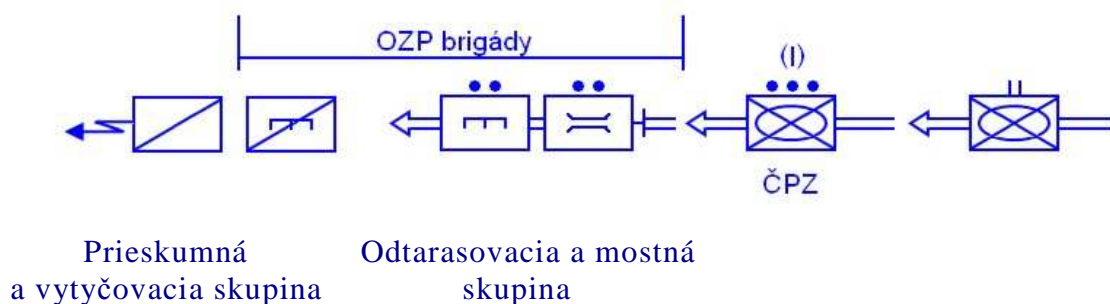 OZP brigády
(I)
ČPZ
Prieskumná
a vytyčovacia skupina
Odtarasovacia a mostná
skupina